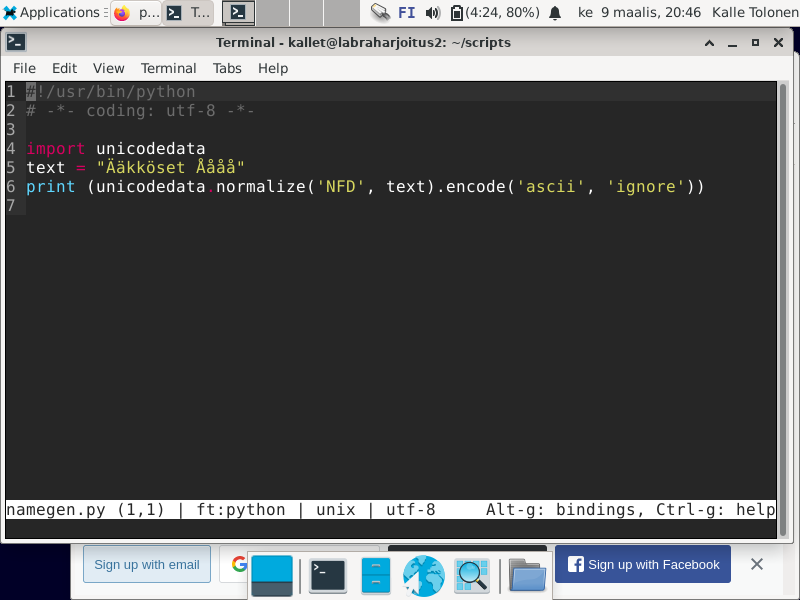 Applications p... T... FI (4:24, 80%) ke 9 maalis, 20:46 Kalle Tolonen
Terminal - kallet@labraharjoitus2: ~/scripts
File Edit View Terminal Tabs Help
1 #!/usr/bin/python
2 # -*- coding: utf-8 -*-
3
4 import unicodedata
5 text = "Ääkköset Åååå"
6 print (unicodedata.normalize('NFD', text).encode('ascii', 'ignore'))
7
namegen.py (1,1) | ft:python | unix | utf-8 Alt-g: bindings, Ctrl-g: help
Sign up with email Sign up with Facebook